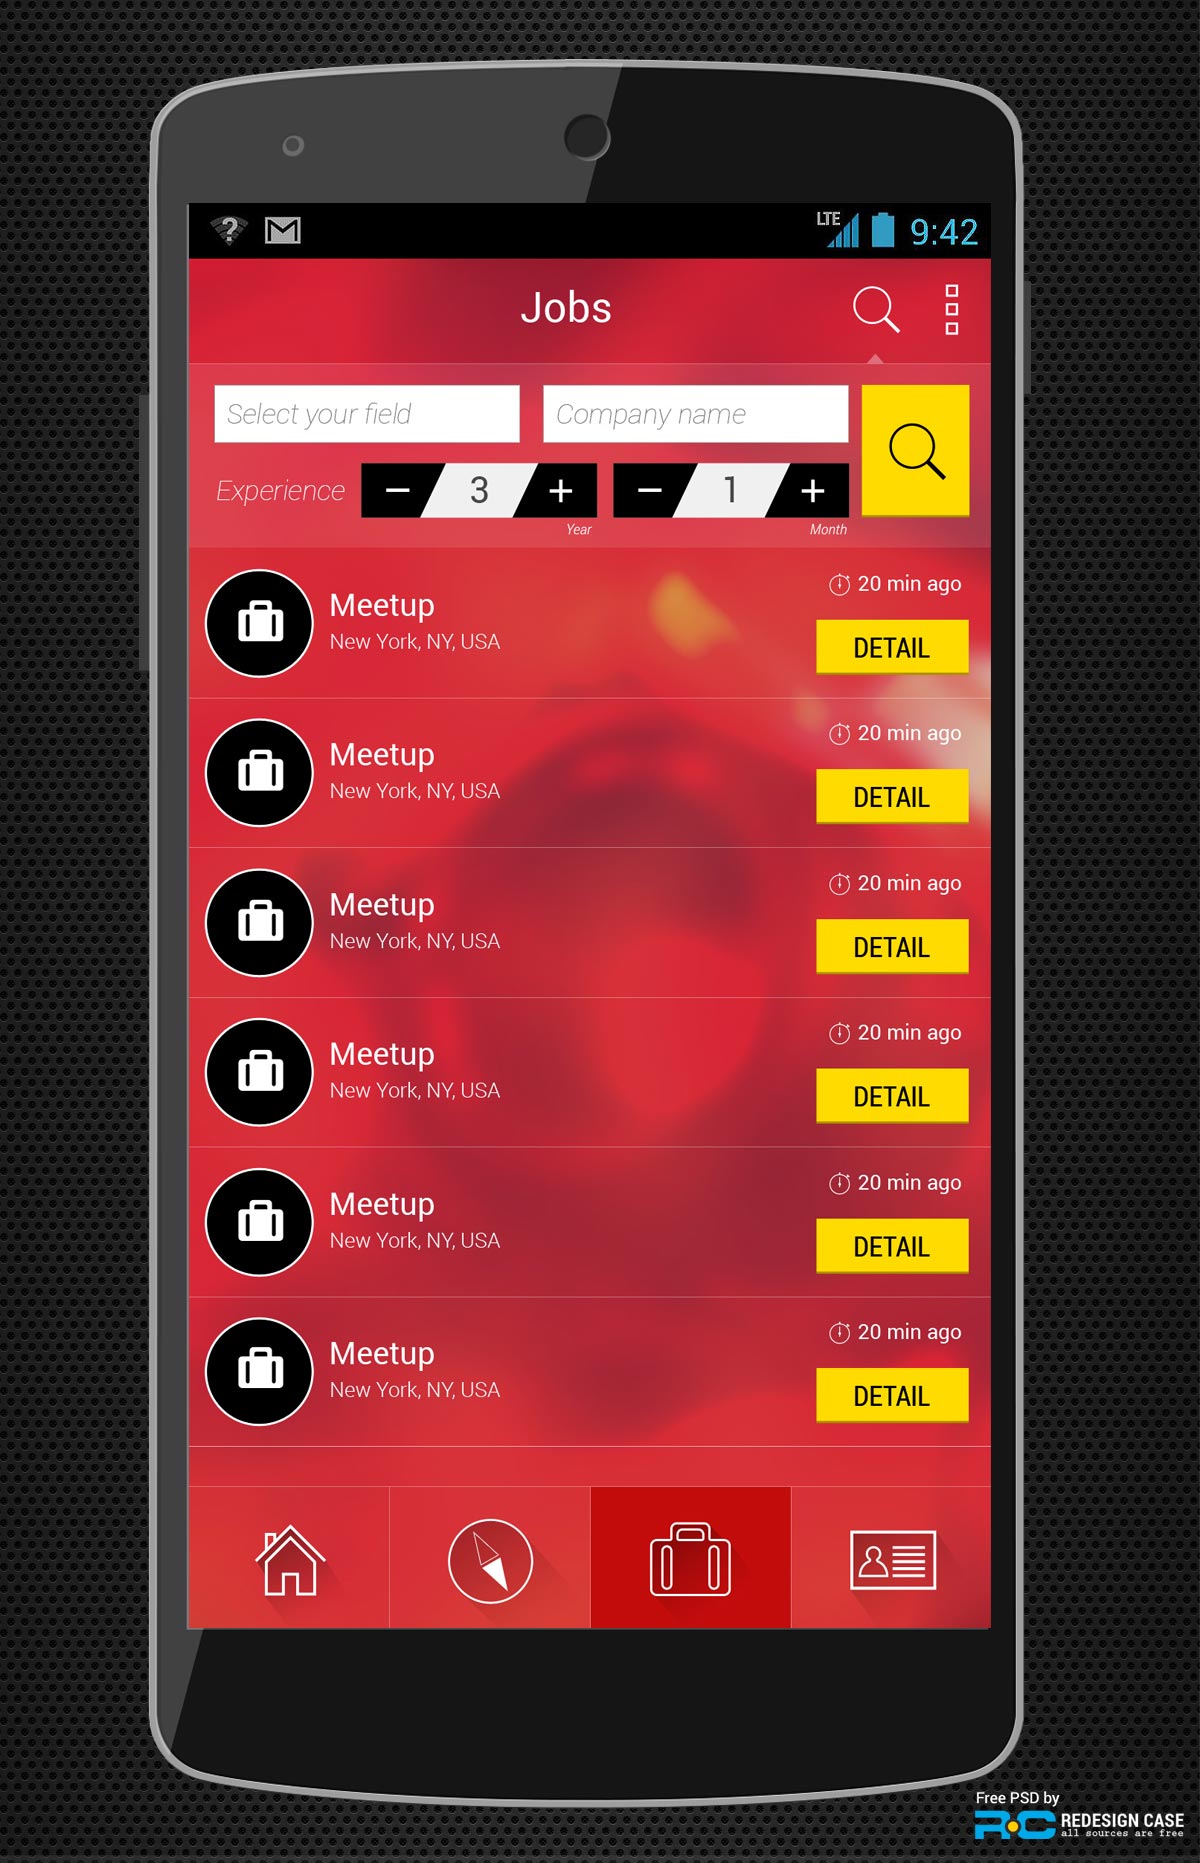 LTE 9:42
Jobs
Select your field
Company name
Experience
− 3 +
− 1 +
Year
Month
Meetup
New York, NY, USA
20 min ago
DETAIL
Meetup
New York, NY, USA
20 min ago
DETAIL
Meetup
New York, NY, USA
20 min ago
DETAIL
Meetup
New York, NY, USA
20 min ago
DETAIL
Meetup
New York, NY, USA
20 min ago
DETAIL
Meetup
New York, NY, USA
20 min ago
DETAIL
Free PSD by
RC REDESIGN CASE
all sources are free